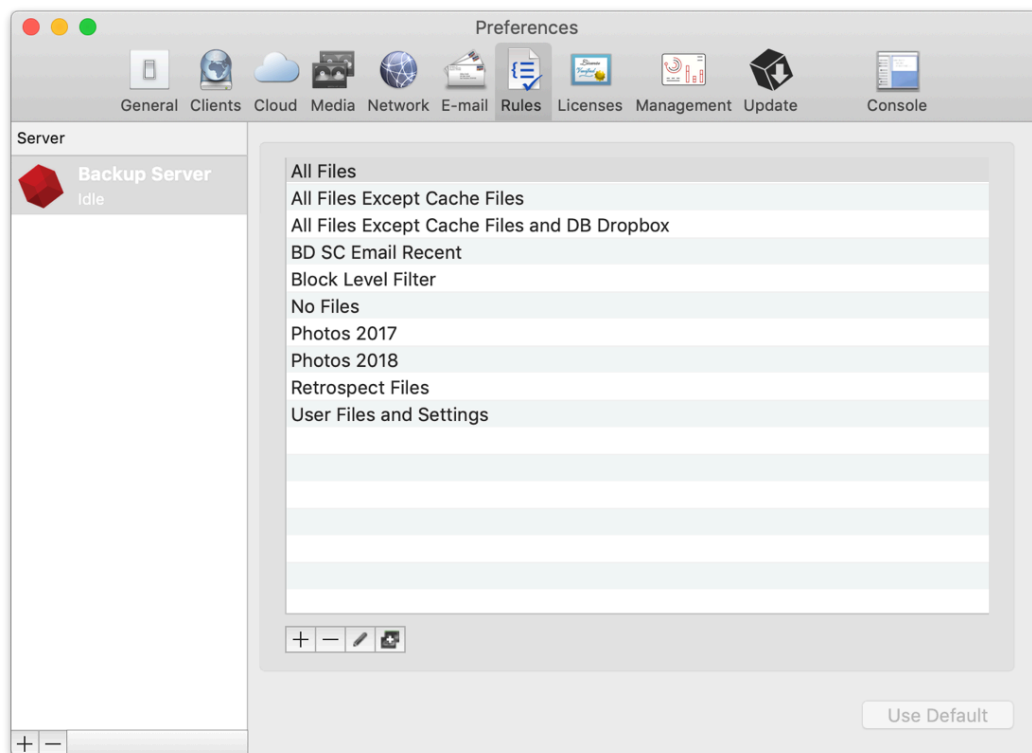 Preferences
General Clients Cloud Media Network E-mail Rules Licenses Management Update Console
Server
Backup Server
Idle
All Files
All Files Except Cache Files
All Files Except Cache Files and DB Dropbox
BD SC Email Recent
Block Level Filter
No Files
Photos 2017
Photos 2018
Retrospect Files
User Files and Settings
Use Default